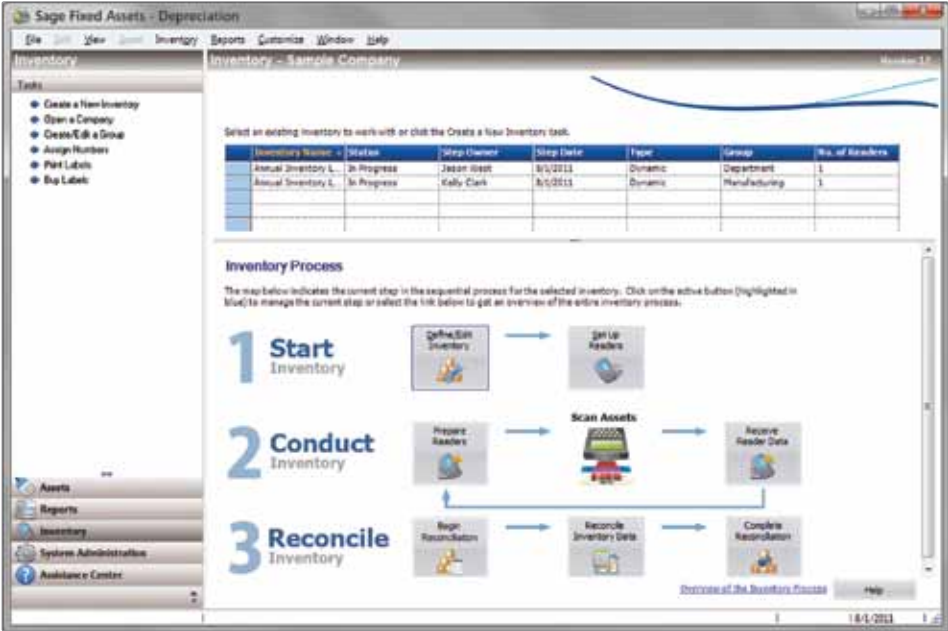 Sage Fixed Assets - Depreciation
File Edit View Inventory Reports Customize Window Help
Inventory
Inventory - Sample Company
Tasks
Create a New Inventory
Open a Company
Create/Edit a Group
Assign Numbers
Print Labels
Buy Labels
Select an existing inventory to work with or click the Create a New Inventory task.
Inventory Name Status Step Owner Step Date Type Group No. of Readers
Annual Inventory L... In Progress Jason West 8/1/2011 Dynamic Department 1
Annual Inventory L... In Progress Kelly Clark 8/1/2011 Dynamic Manufacturing 1
Inventory Process
The map below indicates the current step in the sequential process for the selected inventory. Click on the active button (highlighted in
blue) to manage the current step or select the link below to get an overview of the entire inventory process.
1 Start
Inventory
Define/Edit
Inventory
Set Up
Readers
2 Conduct
Inventory
Prepare
Readers
Scan Assets
Receive
Reader Data
3 Reconcile
Inventory
Begin
Reconciliation
Reconcile
Inventory Data
Complete
Reconciliation
Assets
Reports
Inventory
System Administration
Assistance Center
Overview of the Inventory Process
Help
8/1/2011